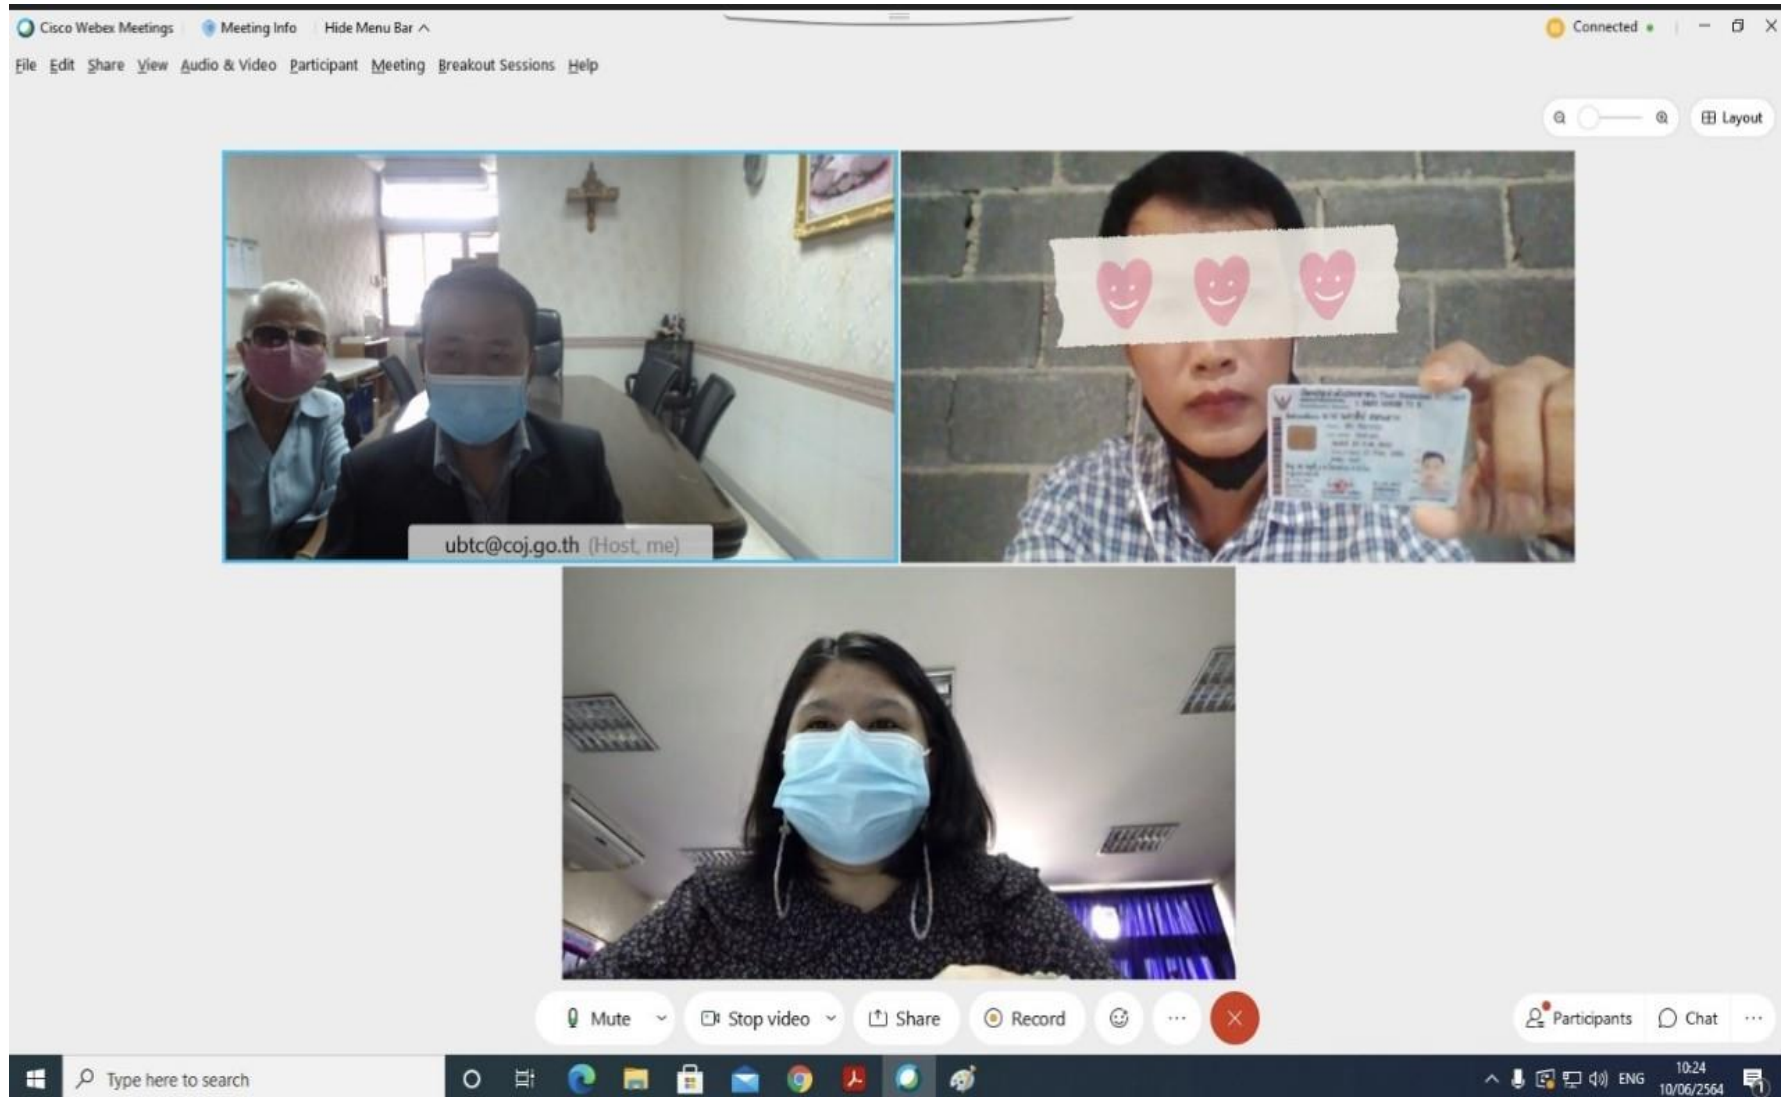 Cisco Webex Meetings Meeting Info Hide Menu Bar
Connected
File Edit Share View Audio & Video Participant Meeting Breakout Sessions Help
Layout
ubtc@coj.go.th (Host, me)
Mute Stop video Share Record
Participants Chat
Type here to search
ENG
10:24
10/06/2564
1